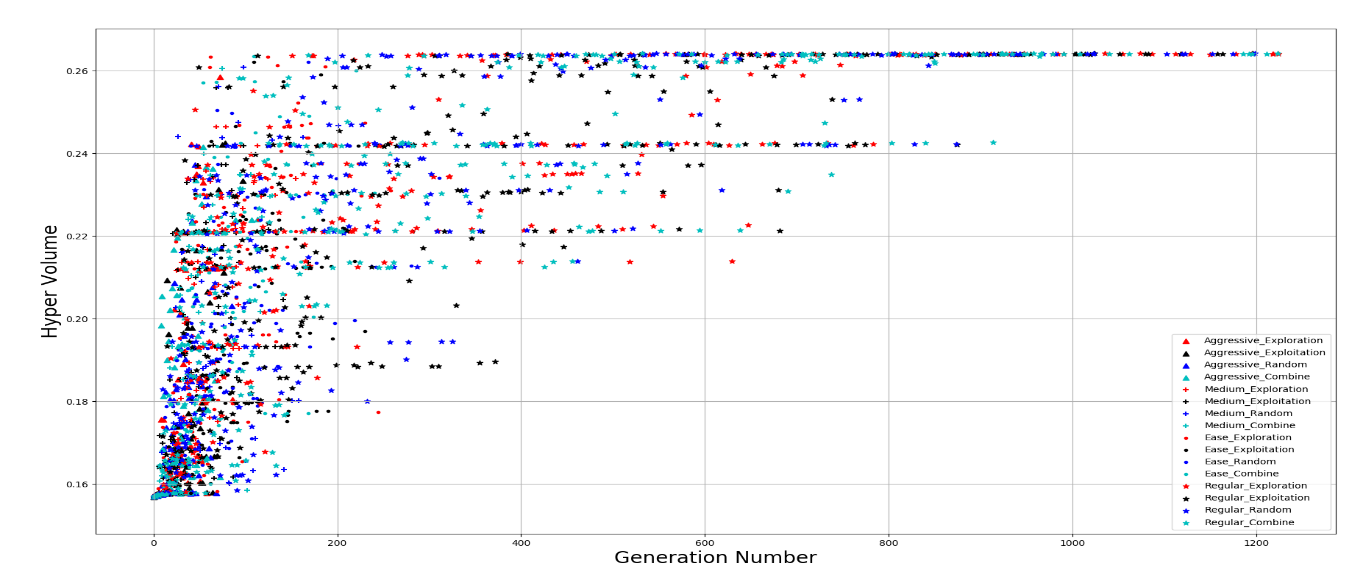 0.26
0.24
0.22
0.20
0.18
0.16
Hyper Volume
0
200
400
600
800
1000
1200
Generation Number
Aggressive_Exploration
Aggressive_Exploitation
Aggressive_Random
Aggressive_Combine
Medium_Exploration
Medium_Exploitation
Medium_Random
Medium_Combine
Ease_Exploration
Ease_Exploitation
Ease_Random
Ease_Combine
Regular_Exploration
Regular_Exploitation
Regular_Random
Regular_Combine